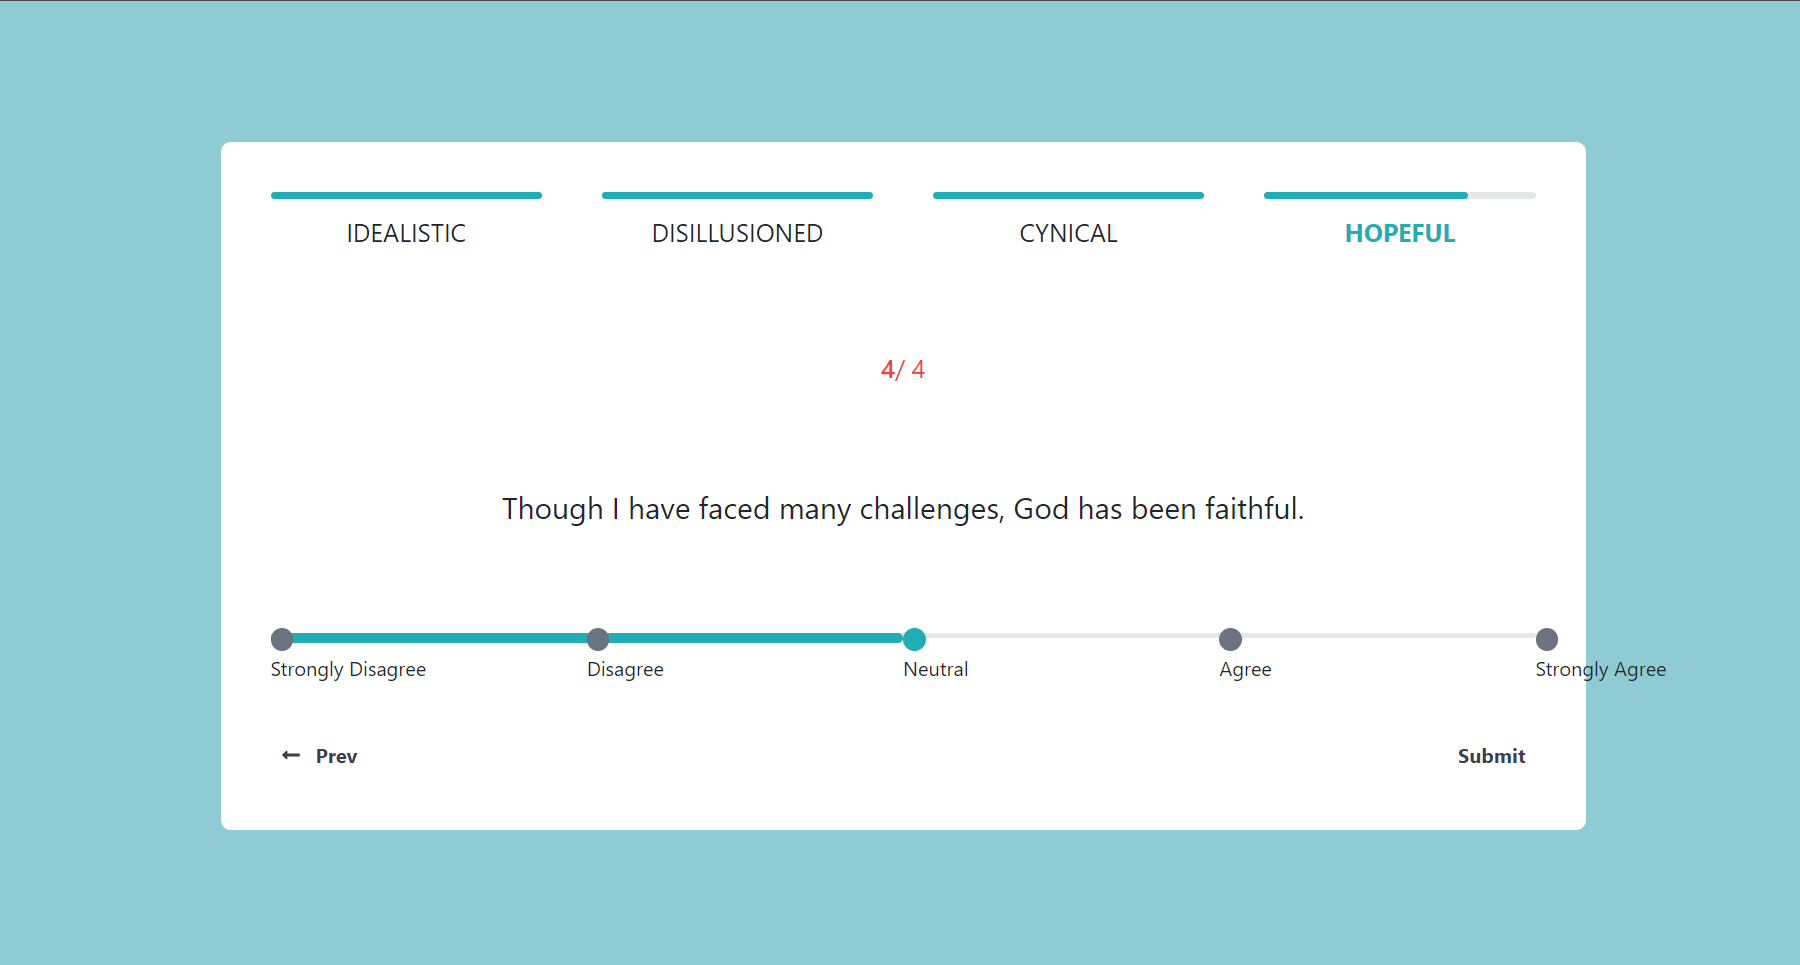 IDEALISTIC DISILLUSIONED CYNICAL HOPEFUL
4/ 4
Though I have faced many challenges, God has been faithful.
Strongly Disagree Disagree Neutral Agree Strongly Agree
Prev Submit